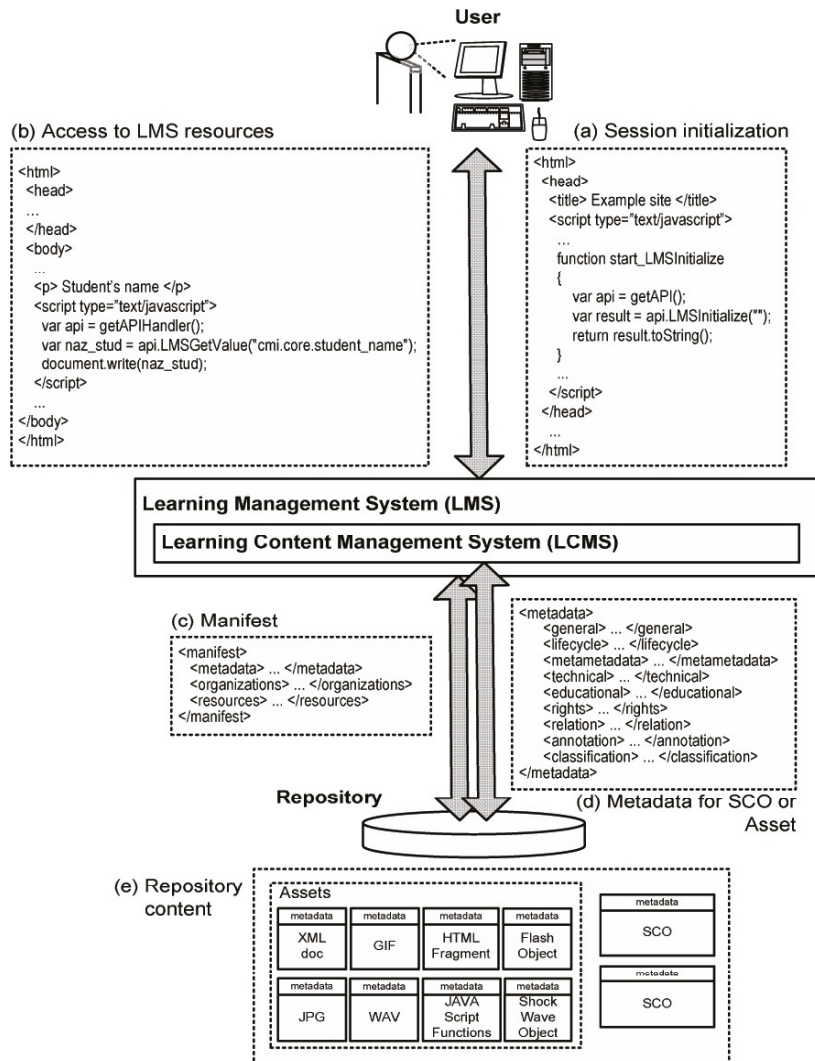 User
(b) Access to LMS resources
<html>
<head>
...
</head>
<body>
...
<p> Student's name </p>
<script type="text/javascript">
var api = getAPIHandler();
var naz_stud = api.LMSGetValue("cmi.core.student_name");
document.write(naz_stud);
</script>
...
</body>
</html>
(a) Session initialization
<html>
<head>
<title> Example site </title>
<script type="text/javascript">
...
function start_LMSInitialize
{
var api = getAPI();
var result = api.LMSInitialize("");
return result.toString();
}
...
</script>
</head>
...
</html>
Learning Management System (LMS)
Learning Content Management System (LCMS)
(c) Manifest
<manifest>
<metadata> ... </metadata>
<organizations> ... </organizations>
<resources> ... </resources>
</manifest>
<metadata>
<general> ... </general>
<lifecycle> ... </lifecycle>
<metametadata> ... </metametadata>
<technical> ... </technical>
<educational> ... </educational>
<rights> ... </rights>
<relation> ... </relation>
<annotation> ... </annotation>
<classification> ... </classification>
</metadata>
(d) Metadata for SCO or
Asset
Repository
(e) Repository
content
Assets
metadata
XML
doc
metadata
GIF
metadata
HTML
Fragment
metadata
Flash
Object
metadata
SCO
metadata
JPG
metadata
WAV
metadata
JAVA
Script
Functions
metadata
Shock
Wave
Object
metadata
SCO